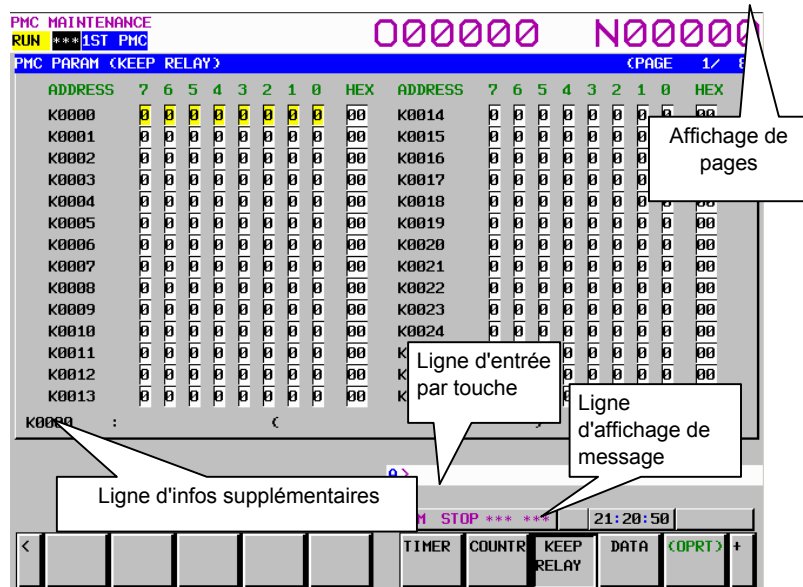 PMC MAINTENANCE
RUN *** 1ST PMC
O00000 N00000
PMC PARAM (KEEP RELAY) (PAGE 1/ 8
ADDRESS 7 6 5 4 3 2 1 0 HEX ADDRESS 7 6 5 4 3 2 1 0 HEX
K0000 0 0 0 0 0 0 0 0 00 K0014 0 0 0 0 0 0 0 0 00
K0001 0 0 0 0 0 0 0 0 00 K0015 0 0 0 0 0 0 0
K0002 0 0 0 0 0 0 0 0 00 K0016 0 0 0 0 0 0 0
K0003 0 0 0 0 0 0 0 0 00 K0017 0 0 0 0 0 0 0
K0004 0 0 0 0 0 0 0 0 00 K0018 0 0 0 0 0 0 0
Affichage de
pages
K0005 0 0 0 0 0 0 0 0 00 K0019 0 0 0 0 0 0 0 0 00
K0006 0 0 0 0 0 0 0 0 00 K0020 0 0 0 0 0 0 0 0 00
K0007 0 0 0 0 0 0 0 0 00 K0021 0 0 0 0 0 0 0 0 00
K0008 0 0 0 0 0 0 0 0 00 K0022 0 0 0 0 0 0 0 0 00
K0009 0 0 0 0 0 0 0 0 00 K0023 0 0 0 0 0 0 0 0 00
K0010 0 0 0 0 0 0 0 0 00 K0024 0 0 0 0 0 0 0 0 00
K0011 0 0 0 0 0 0 0 0 00 K 0 0 0 0 00
K0012 0 0 0 0 0 0 0 0 00 K 0 0 0 0 00
K0013 0 0 0 0 0 0 0 0 00 K
Ligne d'entrée
par touche
Ligne
d'affichage de
message
K0000 : (
A>
Ligne d'infos supplémentaires
M STOP *** *** 21:20:50
< TIMER COUNTR KEEP RELAY DATA (OPRT) +